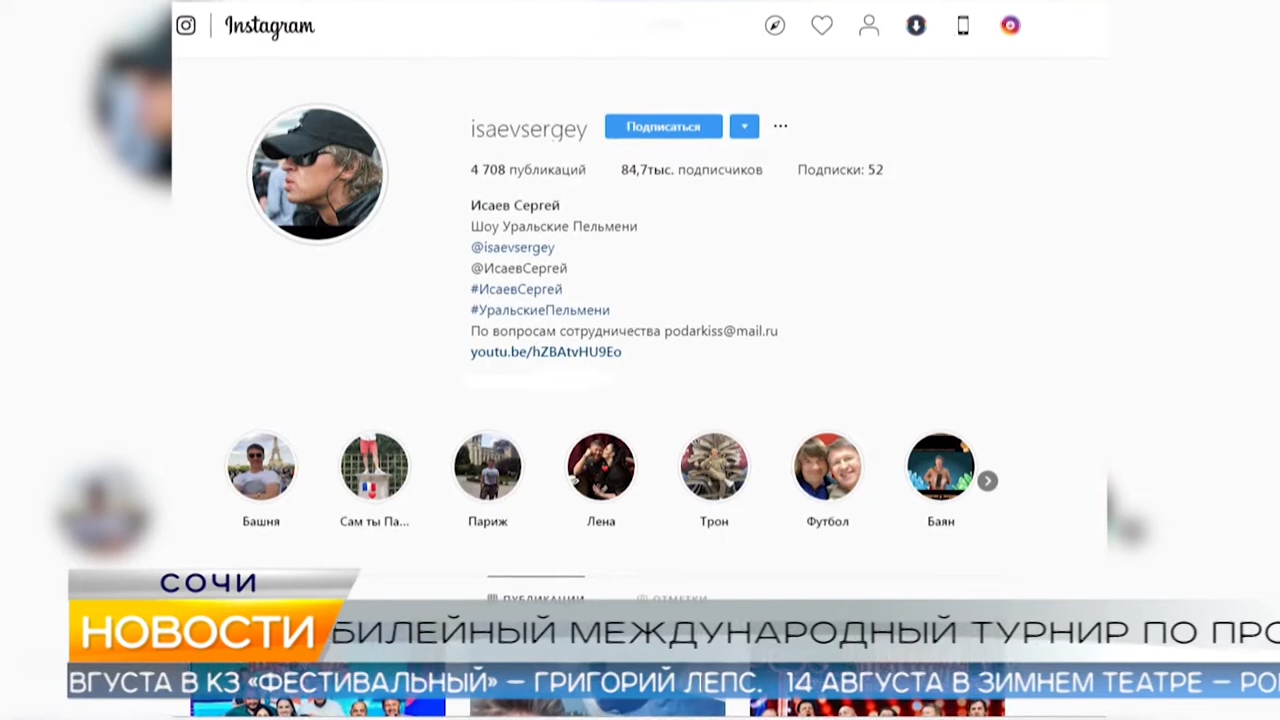 Instagram
isaevsergey Подписаться
4 708 публикаций 84,7тыс. подписчиков Подписки: 52
Исаев Сергей
Шоу Уральские Пельмени
@isaevsergey
@ИсаевСергей
#ИсаевСергей
#УральскиеПельмени
По вопросам сотрудничества podarkiss@mail.ru
youtu.be/hZBAtvHU9Eo
Башня Сам ты Па... Париж Лена Трон Футбол Баян
ПУБЛИКАЦИИ ОТМЕТКИ
СОЧИ
НОВОСТИ БИЛЕЙНЫЙ МЕЖДУНАРОДНЫЙ ТУРНИР ПО ПРО
ВГУСТА В КЗ «ФЕСТИВАЛЬНЫЙ» – ГРИГОРИЙ ЛЕПС. 14 АВГУСТА В ЗИМНЕМ ТЕАТРЕ – РО